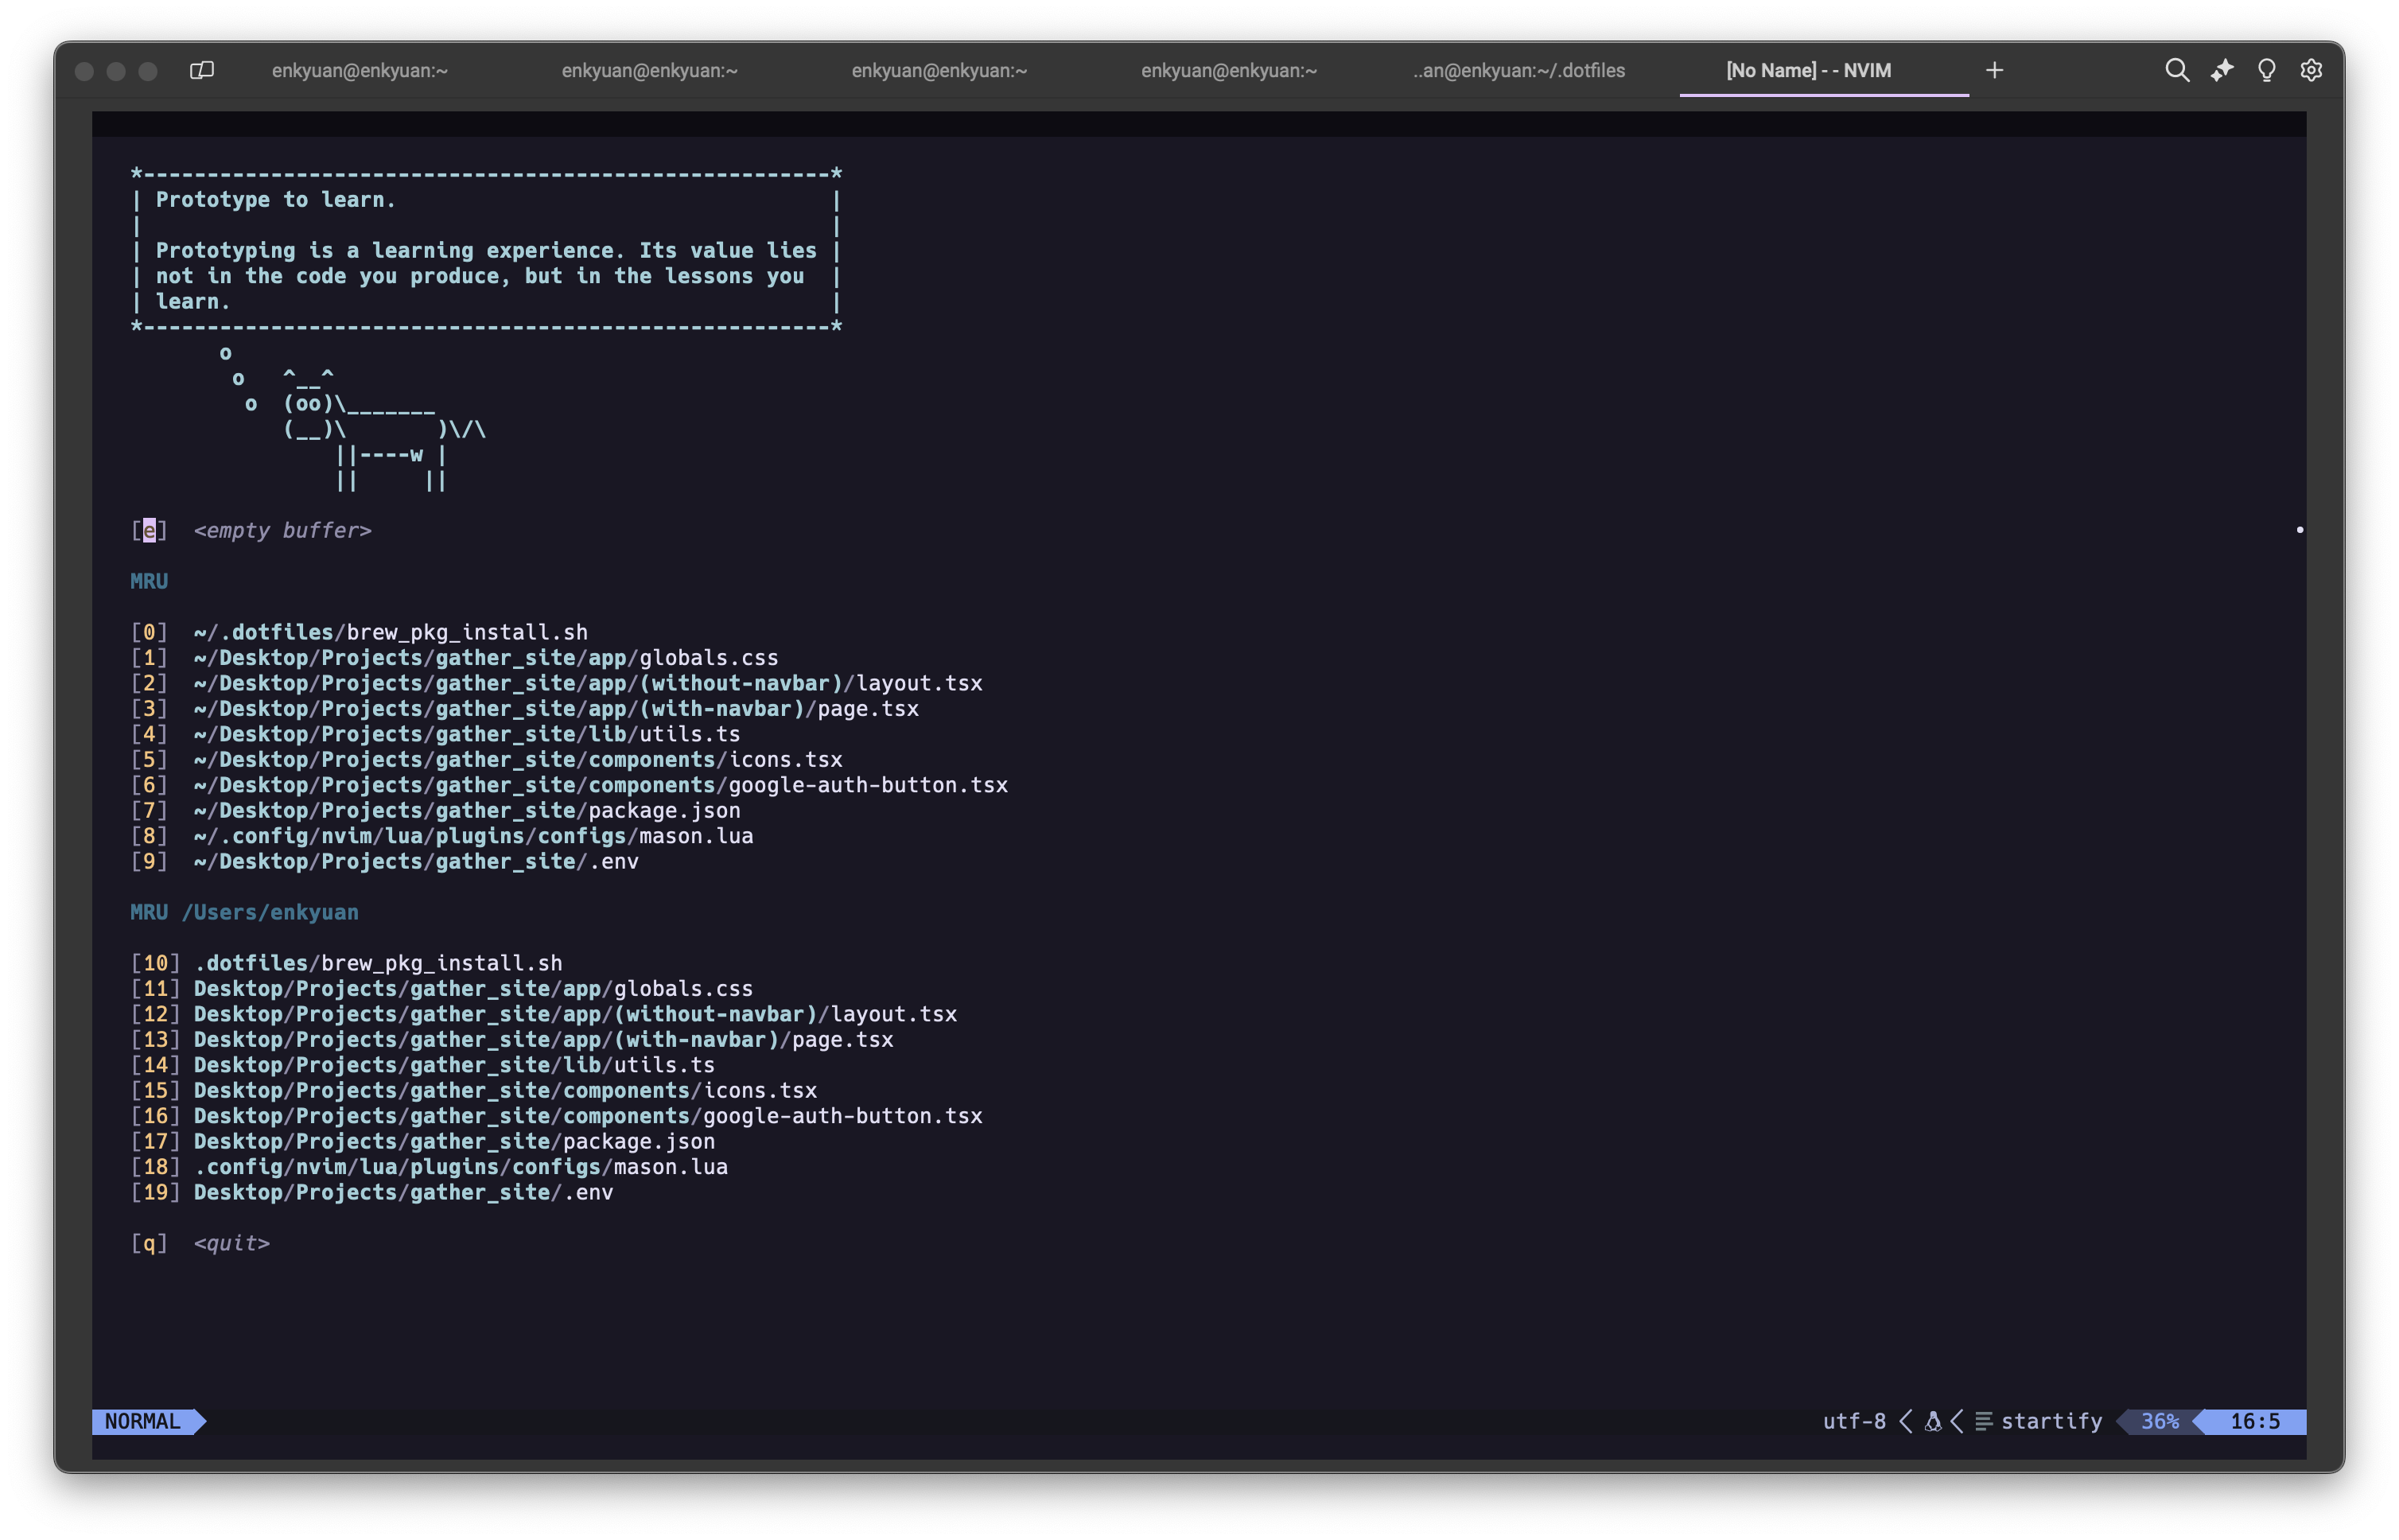 enkyuan@enkyuan:~ enkyuan@enkyuan:~ enkyuan@enkyuan:~ enkyuan@enkyuan:~ ..an@enkyuan:~/.dotfiles [No Name] - - NVIM +
*------------------------------------------------------*
| Prototype to learn.                                  |
|                                                      |
| Prototyping is a learning experience. Its value lies |
| not in the code you produce, but in the lessons you  |
| learn.                                               |
*------------------------------------------------------*
       o
        o   ^__^
         o  (oo)\_______
            (__)\       )\/\
                ||----w |
                ||     ||
[e]  <empty buffer>
MRU
[0]  ~/.dotfiles/brew_pkg_install.sh
[1]  ~/Desktop/Projects/gather_site/app/globals.css
[2]  ~/Desktop/Projects/gather_site/app/(without-navbar)/layout.tsx
[3]  ~/Desktop/Projects/gather_site/app/(with-navbar)/page.tsx
[4]  ~/Desktop/Projects/gather_site/lib/utils.ts
[5]  ~/Desktop/Projects/gather_site/components/icons.tsx
[6]  ~/Desktop/Projects/gather_site/components/google-auth-button.tsx
[7]  ~/Desktop/Projects/gather_site/package.json
[8]  ~/.config/nvim/lua/plugins/configs/mason.lua
[9]  ~/Desktop/Projects/gather_site/.env
MRU /Users/enkyuan
[10] .dotfiles/brew_pkg_install.sh
[11] Desktop/Projects/gather_site/app/globals.css
[12] Desktop/Projects/gather_site/app/(without-navbar)/layout.tsx
[13] Desktop/Projects/gather_site/app/(with-navbar)/page.tsx
[14] Desktop/Projects/gather_site/lib/utils.ts
[15] Desktop/Projects/gather_site/components/icons.tsx
[16] Desktop/Projects/gather_site/components/google-auth-button.tsx
[17] Desktop/Projects/gather_site/package.json
[18] .config/nvim/lua/plugins/configs/mason.lua
[19] Desktop/Projects/gather_site/.env
[q]  <quit>
NORMAL utf-8 startify 36% 16:5